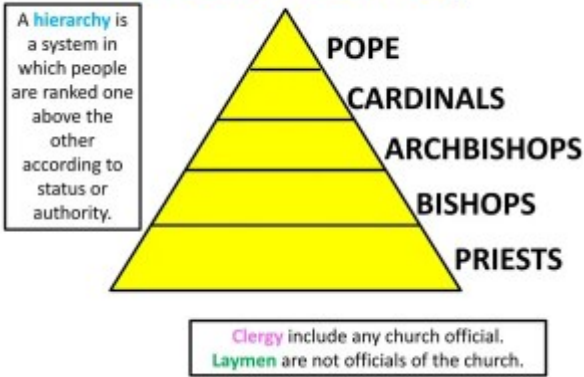 A hierarchy is
a system in
which people
are ranked one
above the
other
according to
status or
authority.
POPE
CARDINALS
ARCHBISHOPS
BISHOPS
PRIESTS
Clergy include any church official.
Laymen are not officials of the church.